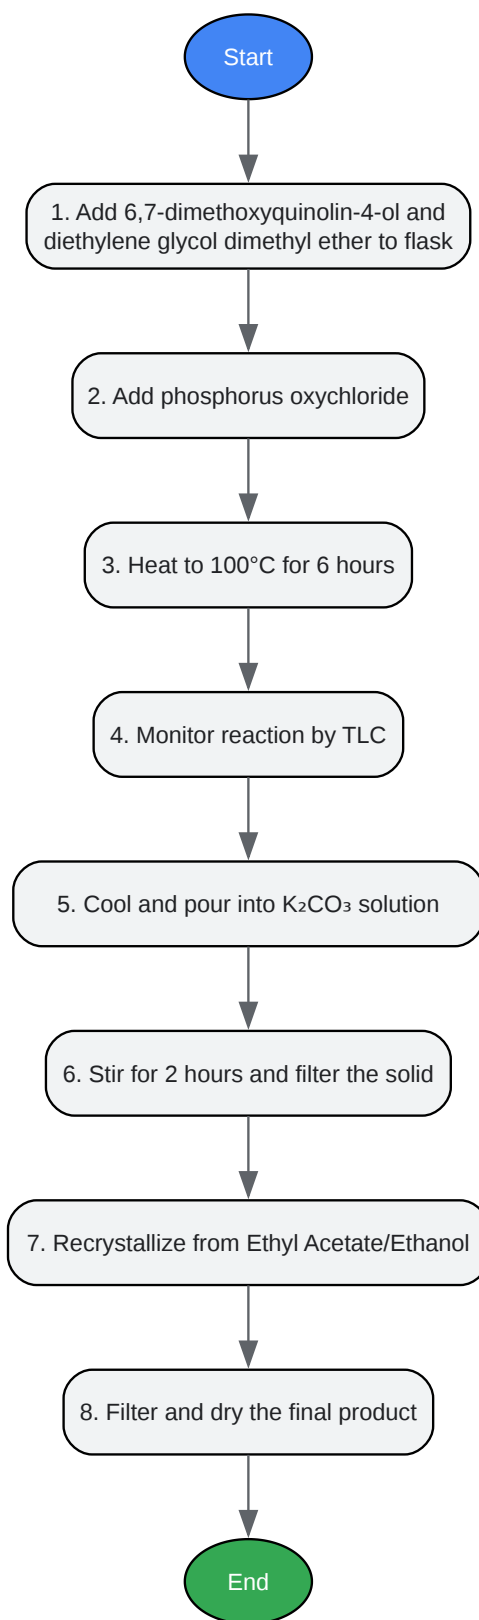 Start
1. Add 6,7-dimethoxyquinolin-4-ol and
diethylene glycol dimethyl ether to flask
2. Add phosphorus oxychloride
3. Heat to 100°C for 6 hours
4. Monitor reaction by TLC
5. Cool and pour into K₂CO₃ solution
6. Stir for 2 hours and filter the solid
7. Recrystallize from Ethyl Acetate/Ethanol
8. Filter and dry the final product
End